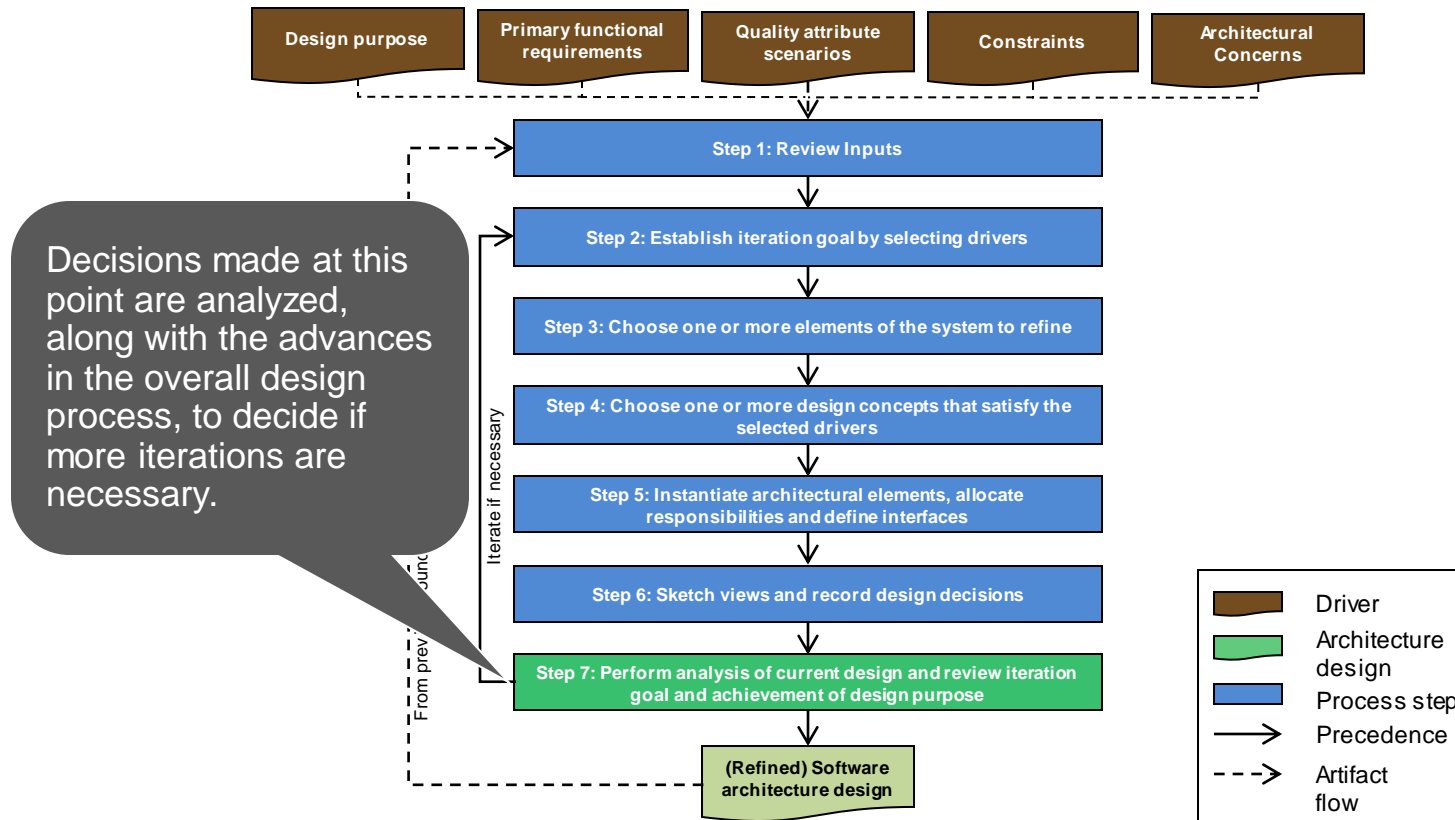 Design purpose
Primary functional
requirements
Quality attribute
scenarios
Constraints
Architectural
Concerns
Step 1: Review Inputs
Step 2: Establish iteration goal by selecting drivers
Decisions made at this
point are analyzed,
along with the advances
in the overall design
process, to decide if
more iterations are
necessary.
Step 3: Choose one or more elements of the system to refine
Step 4: Choose one or more design concepts that satisfy the
selected drivers
Iterate if necessary
Step 5: Instantiate architectural elements, allocate
responsibilities and define interfaces
Step 6: Sketch views and record design decisions
From prev
Step 7: Perform analysis of current design and review iteration
goal and achievement of design purpose
(Refined) Software
architecture design
Driver
Architecture
design
Process step
Precedence
Artifact
flow